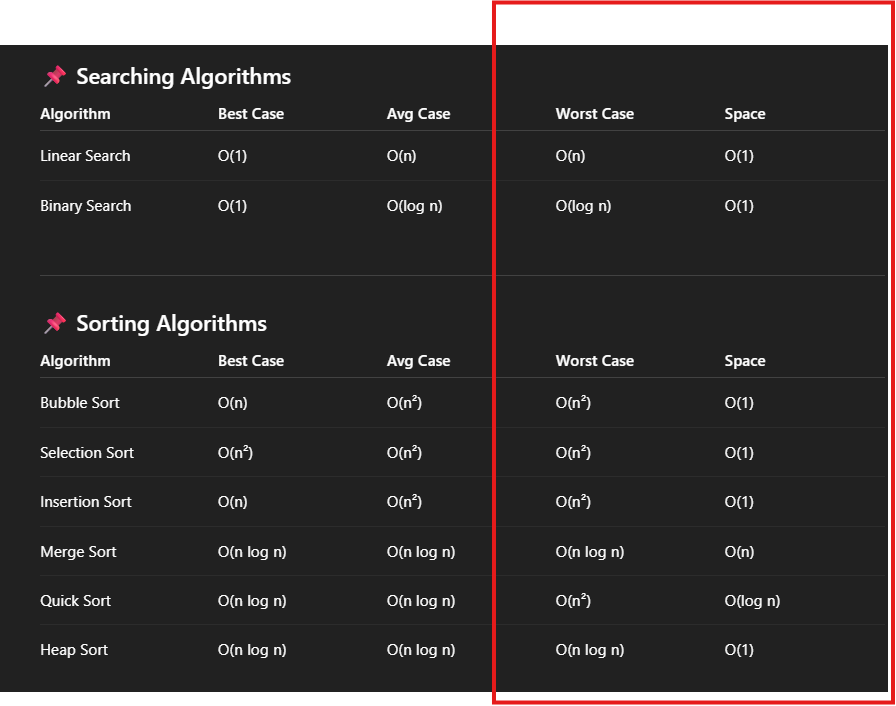 📌 Searching Algorithms
Algorithm Best Case Avg Case Worst Case Space
Linear Search O(1) O(n) O(n) O(1)
Binary Search O(1) O(log n) O(log n) O(1)
📌 Sorting Algorithms
Algorithm Best Case Avg Case Worst Case Space
Bubble Sort O(n) O(n²) O(n²) O(1)
Selection Sort O(n²) O(n²) O(n²) O(1)
Insertion Sort O(n) O(n²) O(n²) O(1)
Merge Sort O(n log n) O(n log n) O(n log n) O(n)
Quick Sort O(n log n) O(n log n) O(n²) O(log n)
Heap Sort O(n log n) O(n log n) O(n log n) O(1)